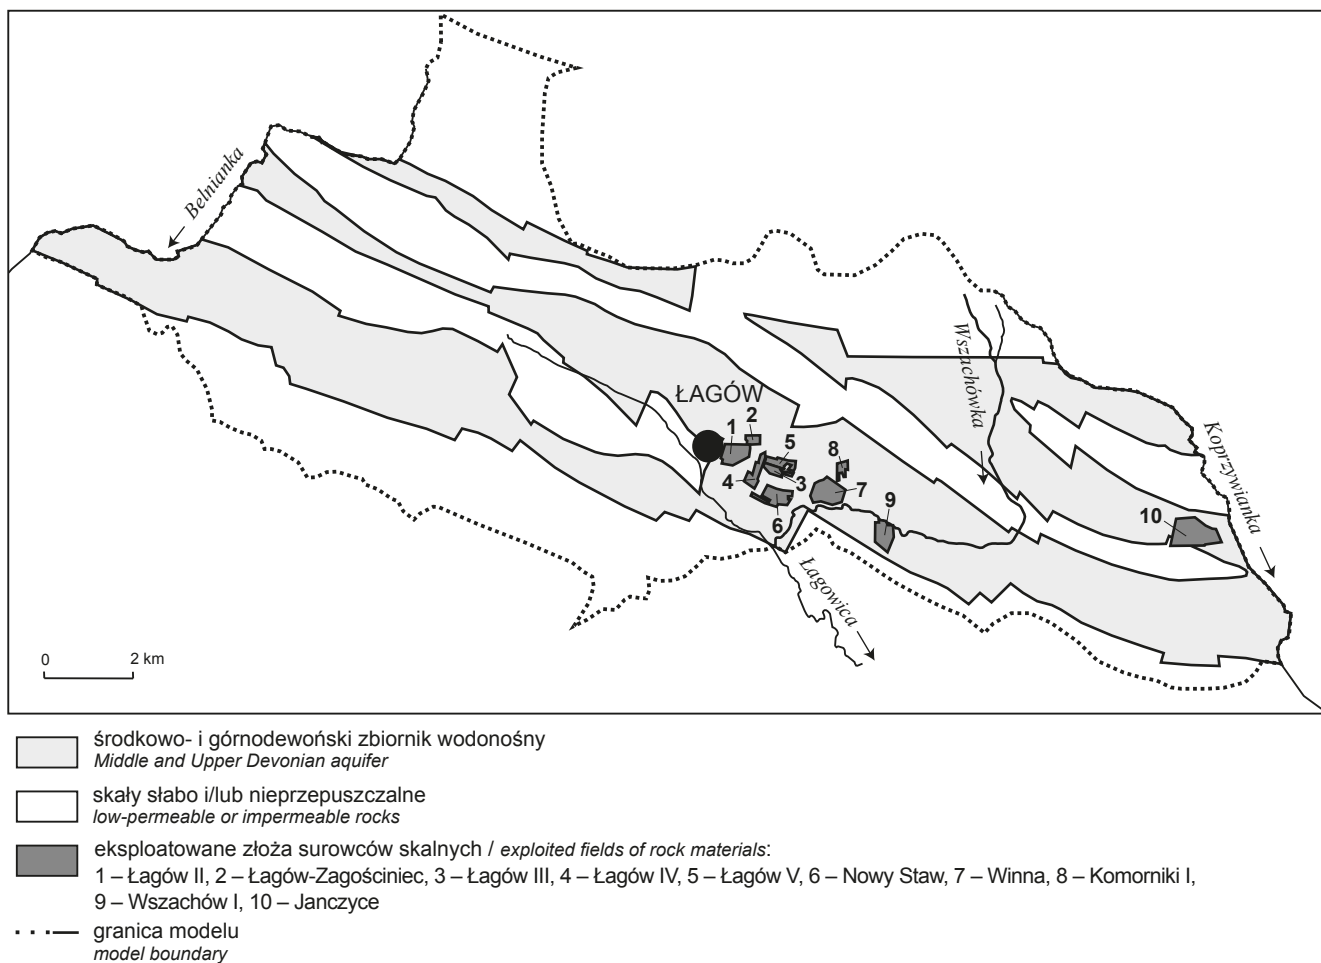 Belnianka
Wszachówka
ŁAGÓW
Koprzywianka
1
2
5
8
4
3
7
9
10
6
Łagowica
0 2 km
środkowo- i górnodewoński zbiornik wodonośny
Middle and Upper Devonian aquifer
skały słabo i/lub nieprzepuszczalne
low-permeable or impermeable rocks
eksploatowane złoża surowców skalnych / exploited fields of rock materials:
1 – Łagów II, 2 – Łagów-Zagościniec, 3 – Łagów III, 4 – Łagów IV, 5 – Łagów V, 6 – Nowy Staw, 7 – Winna, 8 – Komorniki I,
9 – Wszachów I, 10 – Janczyce
granica modelu
model boundary